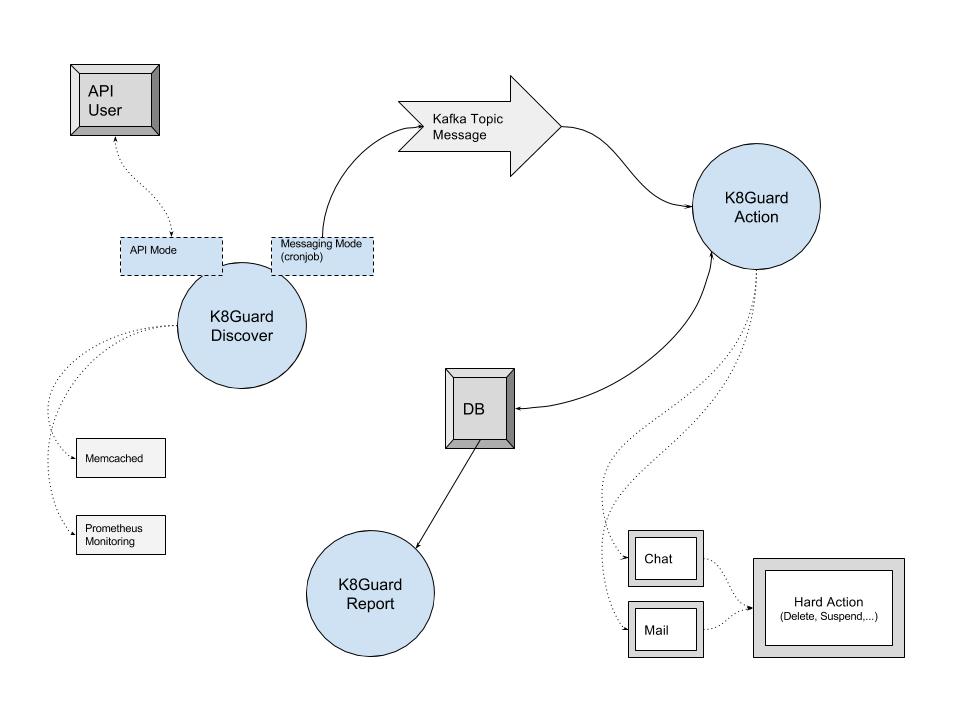 API
User
Kafka Topic
Message
K8Guard
Action
API Mode
Messaging Mode
(cronjob)
K8Guard
Discover
DB
Memcached
Prometheus
Monitoring
K8Guard
Report
Chat
Mail
Hard Action
(Delete, Suspend,...)